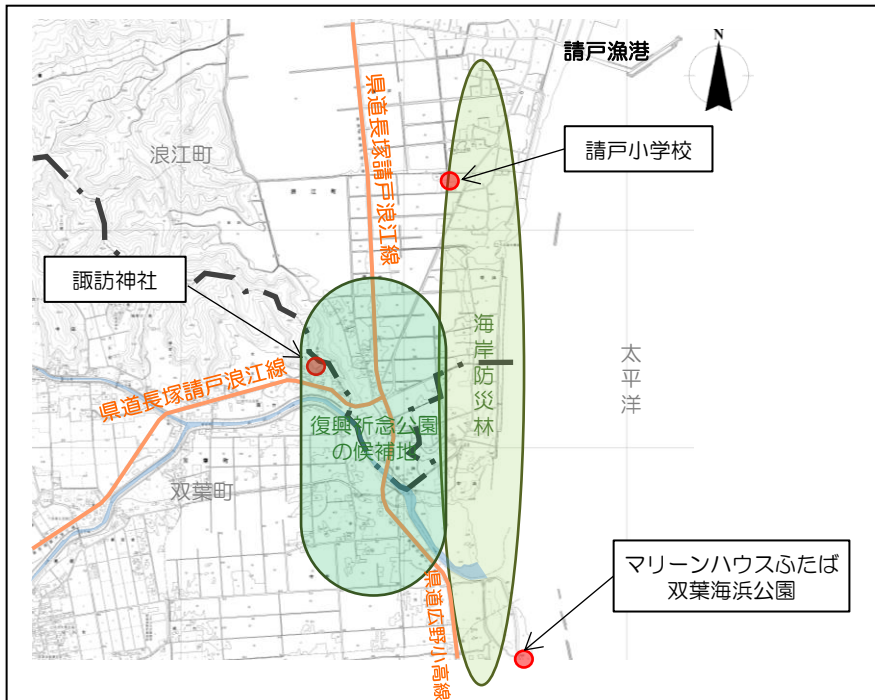 請戸漁港
N
県道長塚請戸浪江線
請戸小学校
浪江町
浪江町
諏訪神社
海岸防災林
太平洋
県道長塚請戸浪江線
復興祈念公園
の候補地
双葉町
マリーンハウスふたば
双葉海浜公園
県道広野小高線